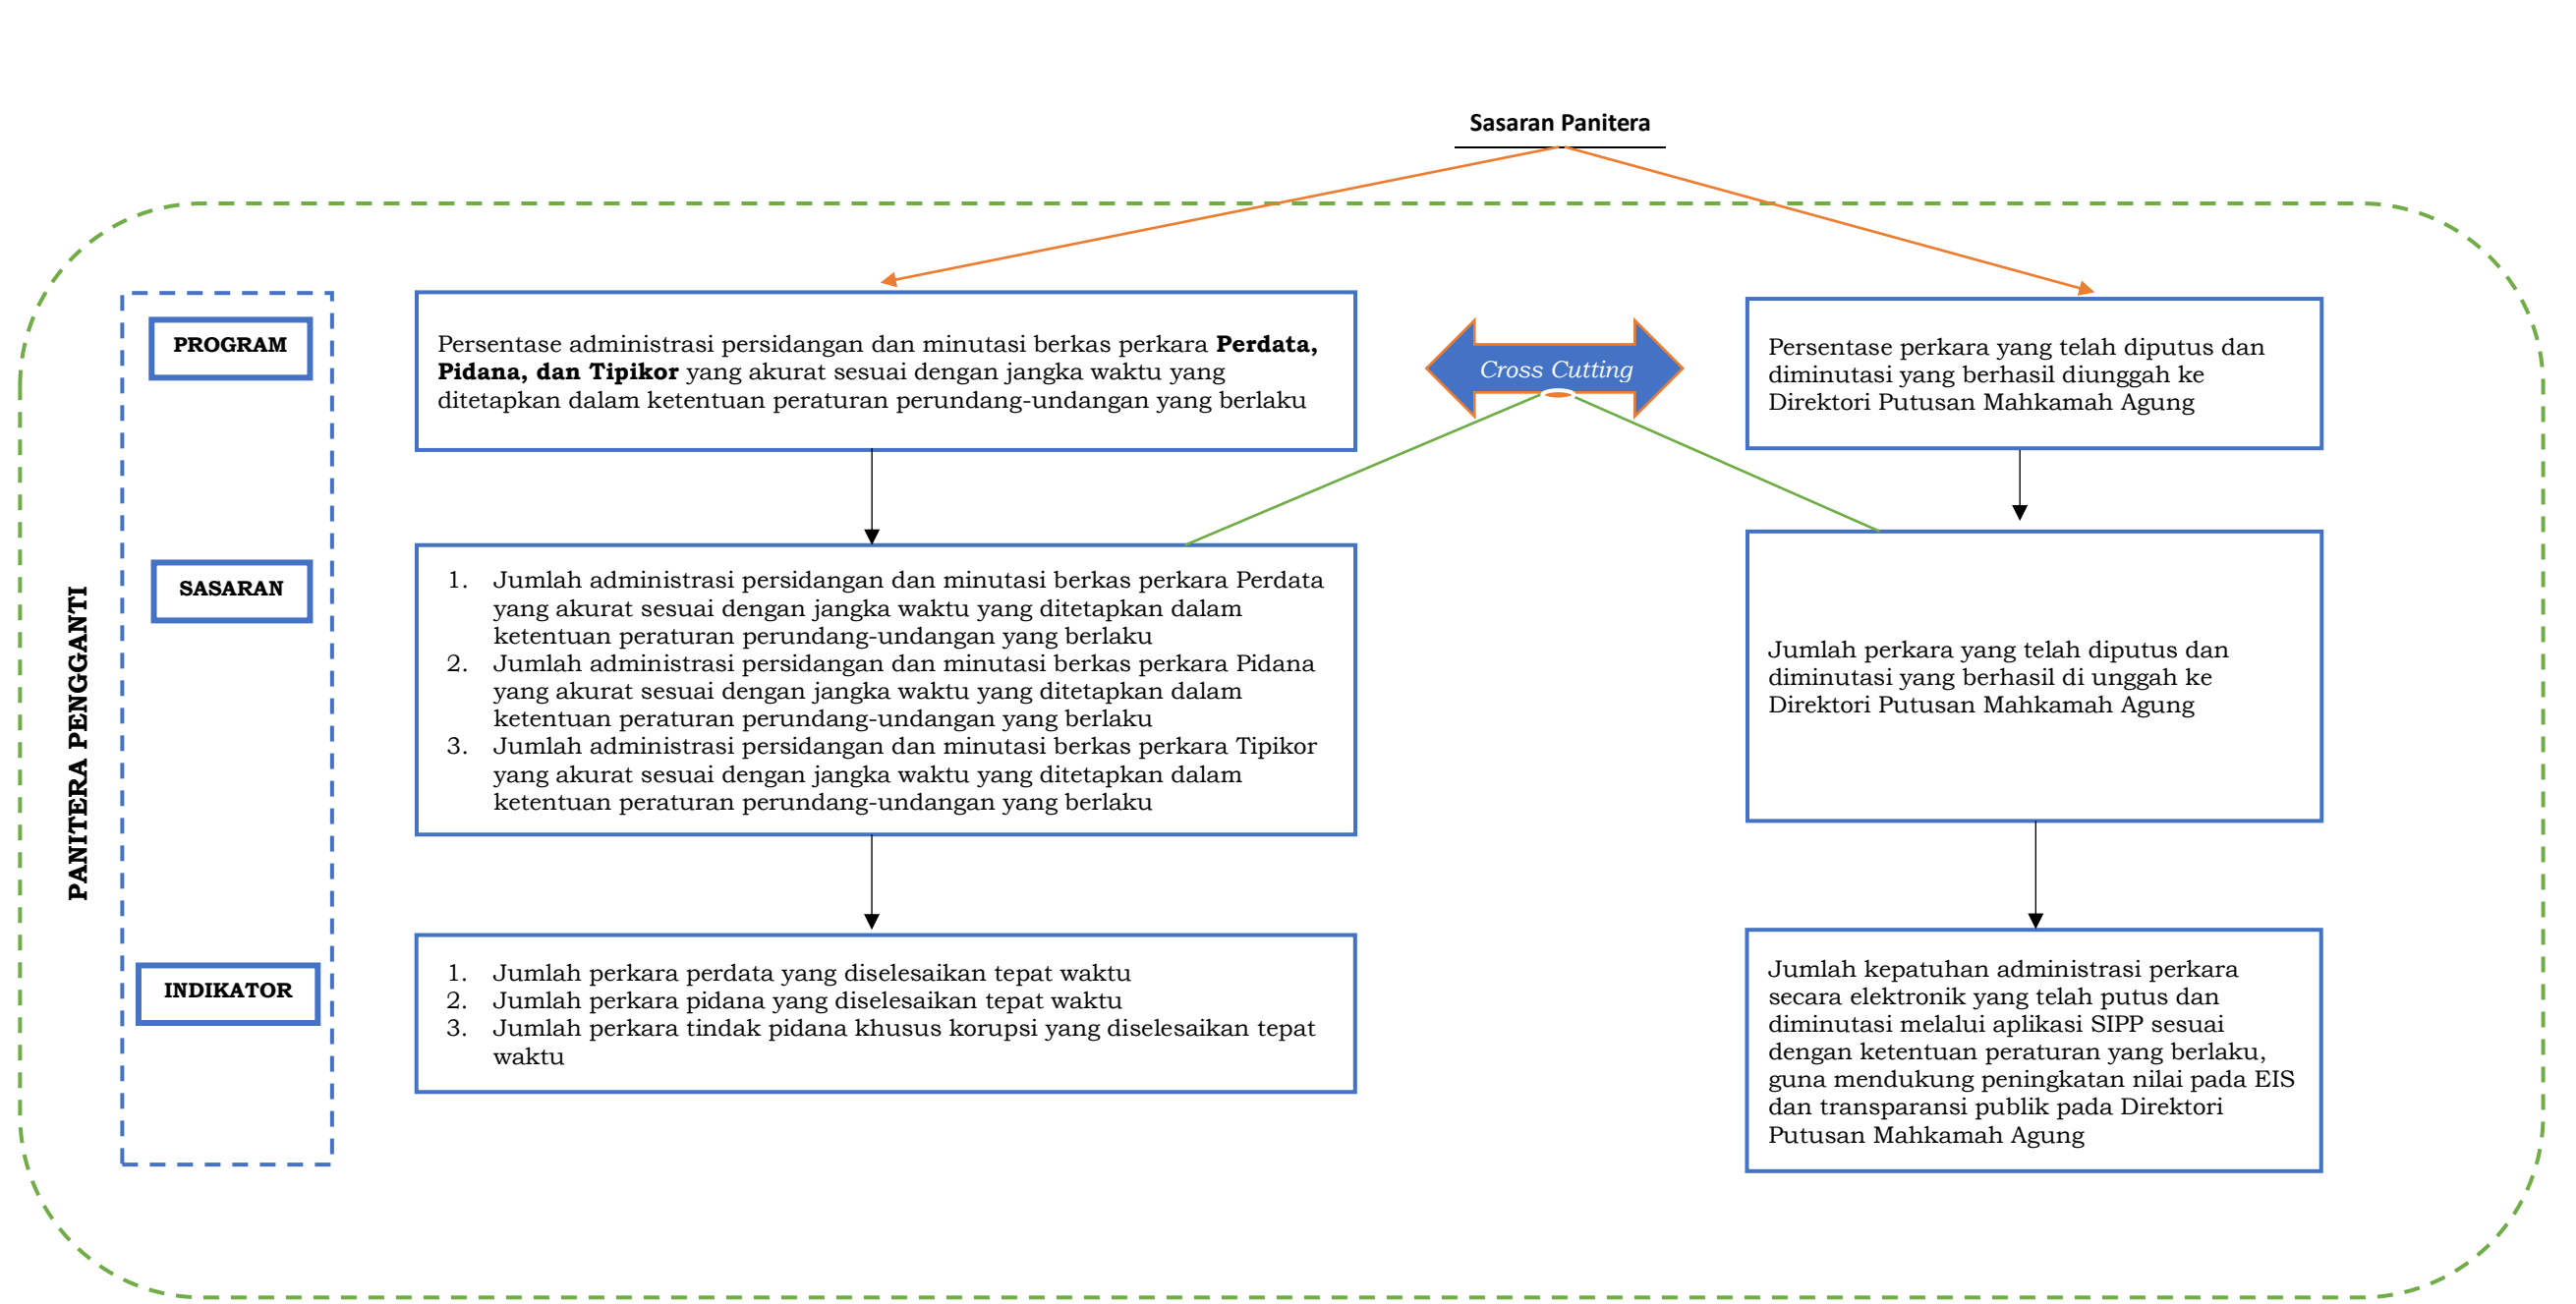 Sasaran Panitera
PANITERA PENGGANTI
PROGRAM
Persentase administrasi persidangan dan minutasi berkas perkara Perdata,
Pidana, dan Tipikor yang akurat sesuai dengan jangka waktu yang
ditetapkan dalam ketentuan peraturan perundang-undangan yang berlaku
Cross Cutting
Persentase perkara yang telah diputus dan
diminutasi yang berhasil diunggah ke
Direktori Putusan Mahkamah Agung
SASARAN
1. Jumlah administrasi persidangan dan minutasi berkas perkara Perdata
yang akurat sesuai dengan jangka waktu yang ditetapkan dalam
ketentuan peraturan perundang-undangan yang berlaku
2. Jumlah administrasi persidangan dan minutasi berkas perkara Pidana
yang akurat sesuai dengan jangka waktu yang ditetapkan dalam
ketentuan peraturan perundang-undangan yang berlaku
3. Jumlah administrasi persidangan dan minutasi berkas perkara Tipikor
yang akurat sesuai dengan jangka waktu yang ditetapkan dalam
ketentuan peraturan perundang-undangan yang berlaku
Jumlah perkara yang telah diputus dan
diminutasi yang berhasil di unggah ke
Direktori Putusan Mahkamah Agung
INDIKATOR
1. Jumlah perkara perdata yang diselesaikan tepat waktu
2. Jumlah perkara pidana yang diselesaikan tepat waktu
3. Jumlah perkara tindak pidana khusus korupsi yang diselesaikan tepat
waktu
Jumlah kepatuhan administrasi perkara
secara elektronik yang telah putus dan
diminutasi melalui aplikasi SIPP sesuai
dengan ketentuan peraturan yang berlaku,
guna mendukung peningkatan nilai pada EIS
dan transparansi publik pada Direktori
Putusan Mahkamah Agung